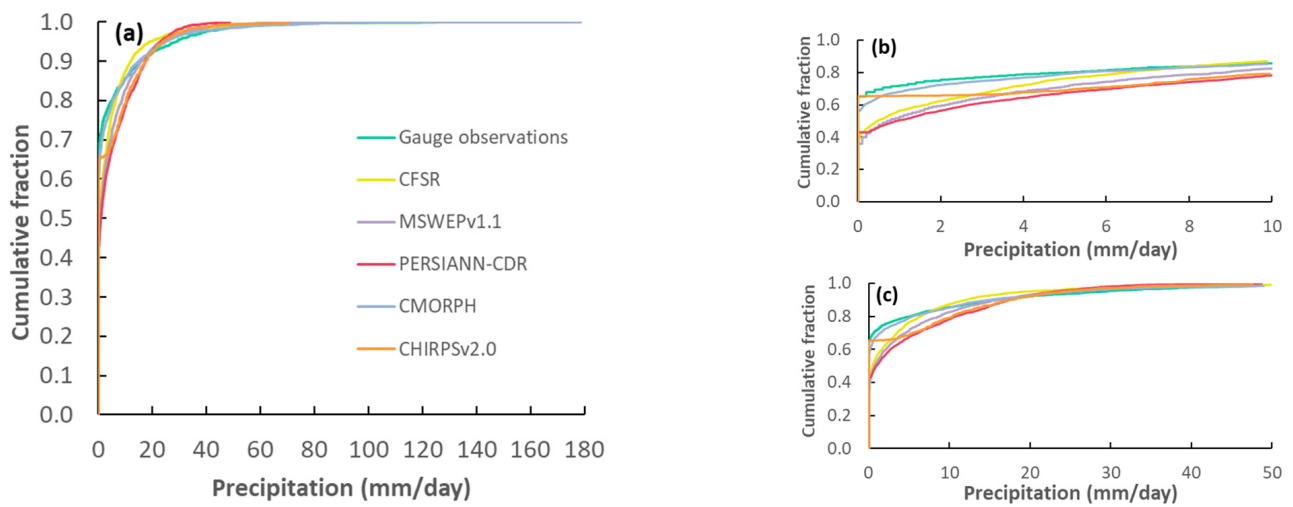 (a)
Cumulative fraction
1.0
0.9
0.8
0.7
0.6
0.5
0.4
0.3
0.2
0.1
0.0
Gauge observations
CFSR
MSWEPv1.1
PERSIANN-CDR
CMORPH
CHIRPSv2.0
0 20 40 60 80 100 120 140 160 180
Precipitation (mm/day)
(b)
Cumulative fraction
1.0
0.8
0.6
0.4
0.2
0.0
0 2 4 6 8 10
Precipitation (mm/day)
(c)
Cumulative fraction
1.0
0.8
0.6
0.4
0.2
0.0
0 10 20 30 40 50
Precipitation (mm/day)